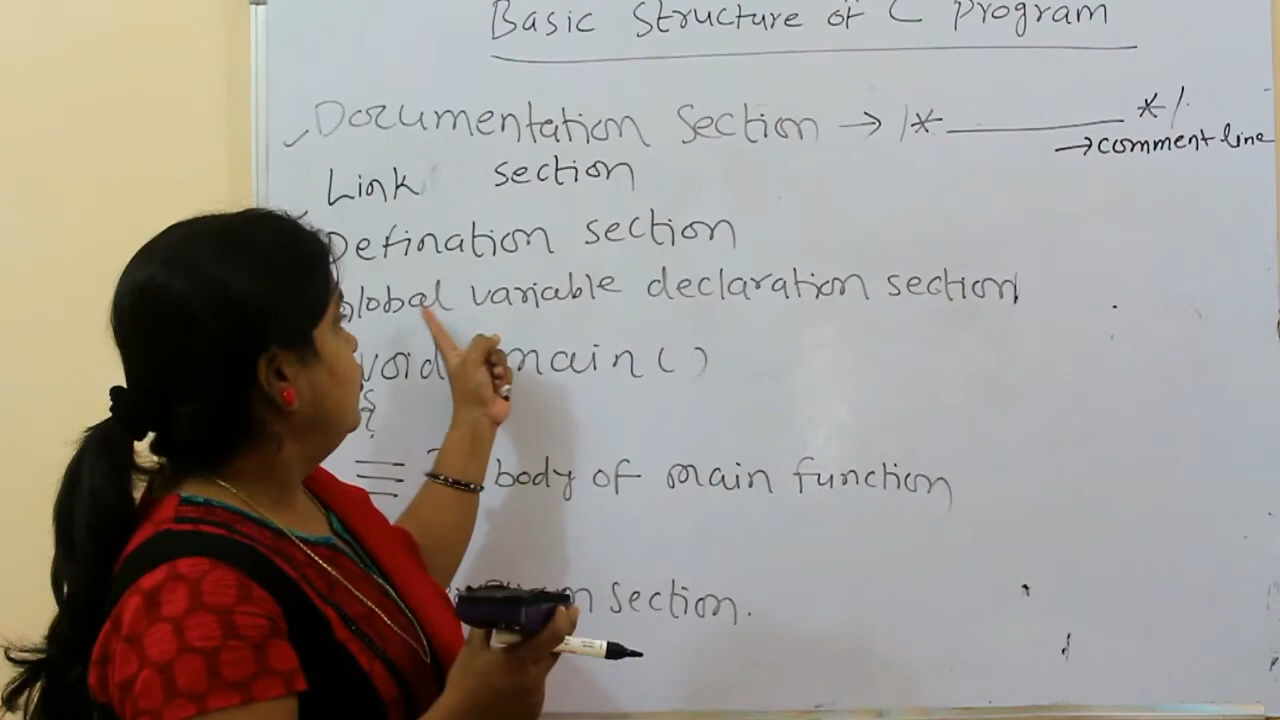 Basic Structure of C Program
Documentation Section → /* ______ */
→ comment line
Link section
Defination section
Global variable declaration section
void main()
{
body of main function
section.